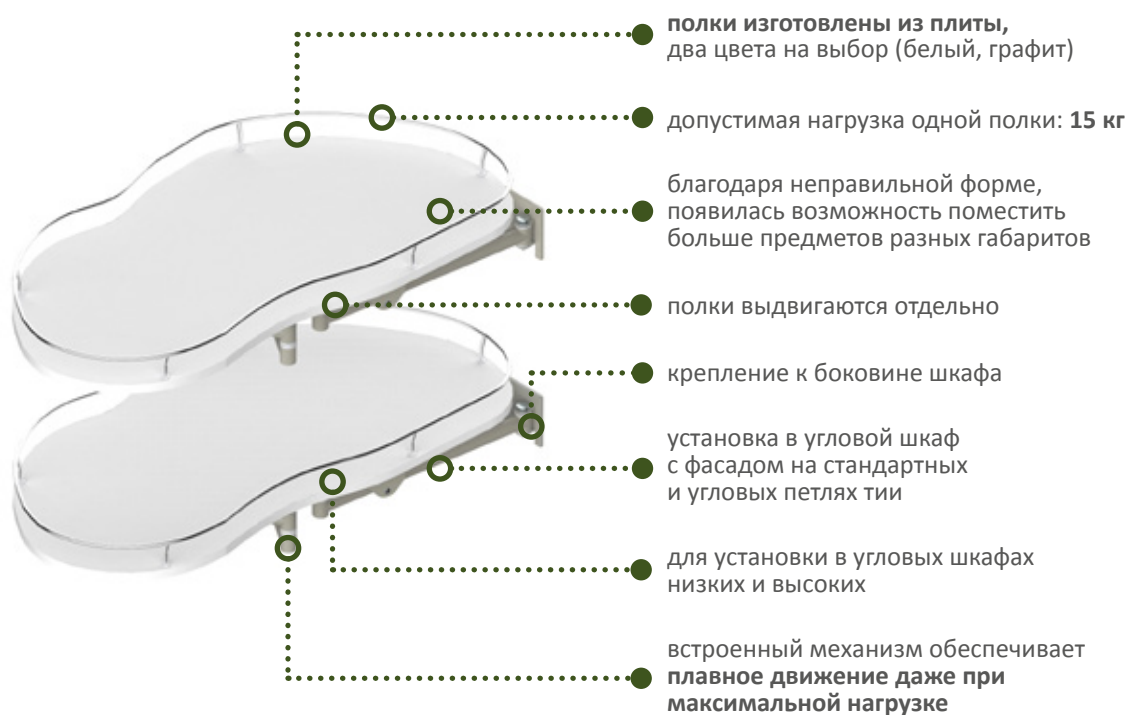 полки изготовлены из плиты,
два цвета на выбор (белый, графит)
допустимая нагрузка одной полки: 15 кг
благодаря неправильной форме,
появилась возможность поместить
больше предметов разных габаритов
полки выдвигаются отдельно
крепление к боковине шкафа
установка в угловой шкаф
с фасадом на стандартных
и угловых петлях тии
для установки в угловых шкафах
низких и высоких
встроенный механизм обеспечивает
плавное движение даже при
максимальной нагрузке